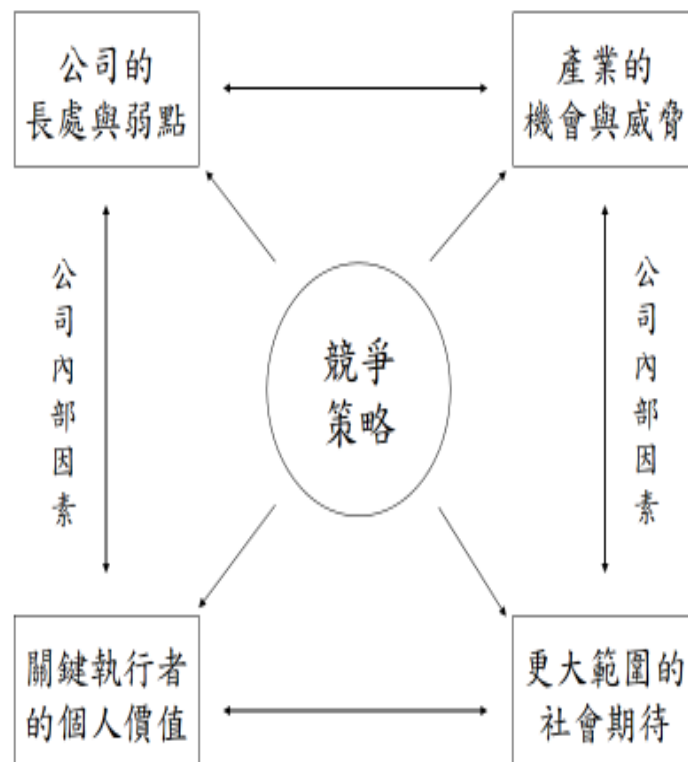 公司的
長處與弱點
產業的
機會與威脅
公司內部因素
競爭
策略
公司內部因素
關鍵執行者
的個人價值
更大範圍的
社會期待